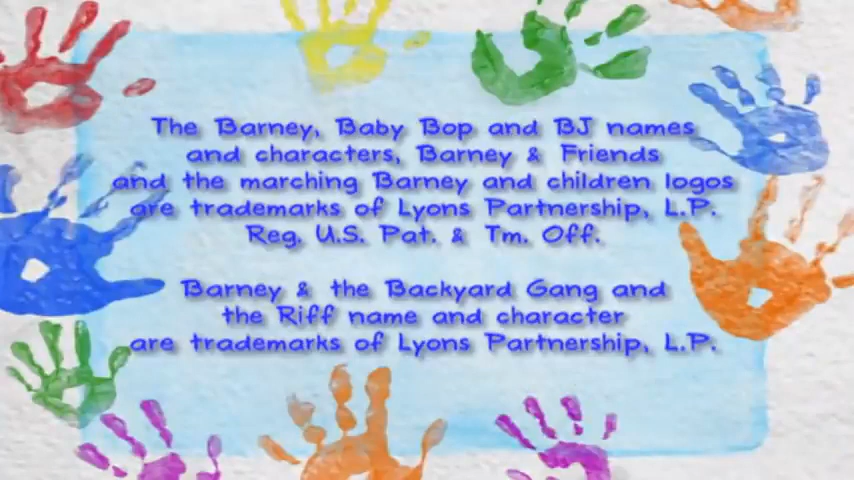 The Barney, Baby Bop and BJ names
and characters, Barney & Friends
and the marching Barney and children logos
are trademarks of Lyons Partnership, L.P.
Reg. U.S. Pat. & Tm. Off.
Barney & the Backyard Gang and
the Riff name and character
are trademarks of Lyons Partnership, L.P.